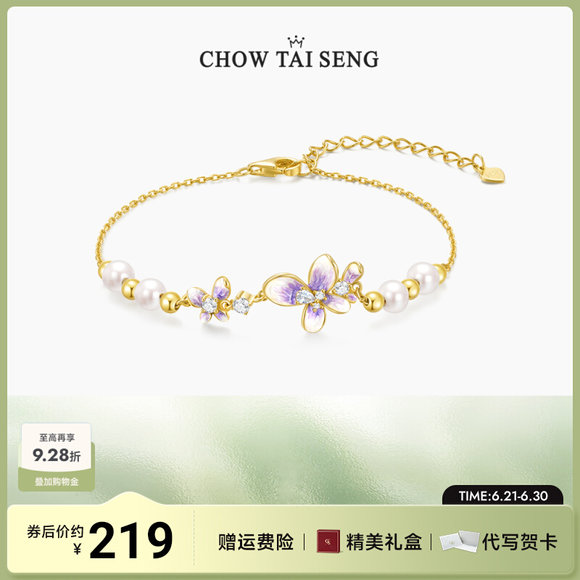 CHOW TAI SENG
至高再享
9.28折
叠加购物金
TIME:6.21-6.30
券后价约
¥219
赠运费险
精美礼盒
代写贺卡